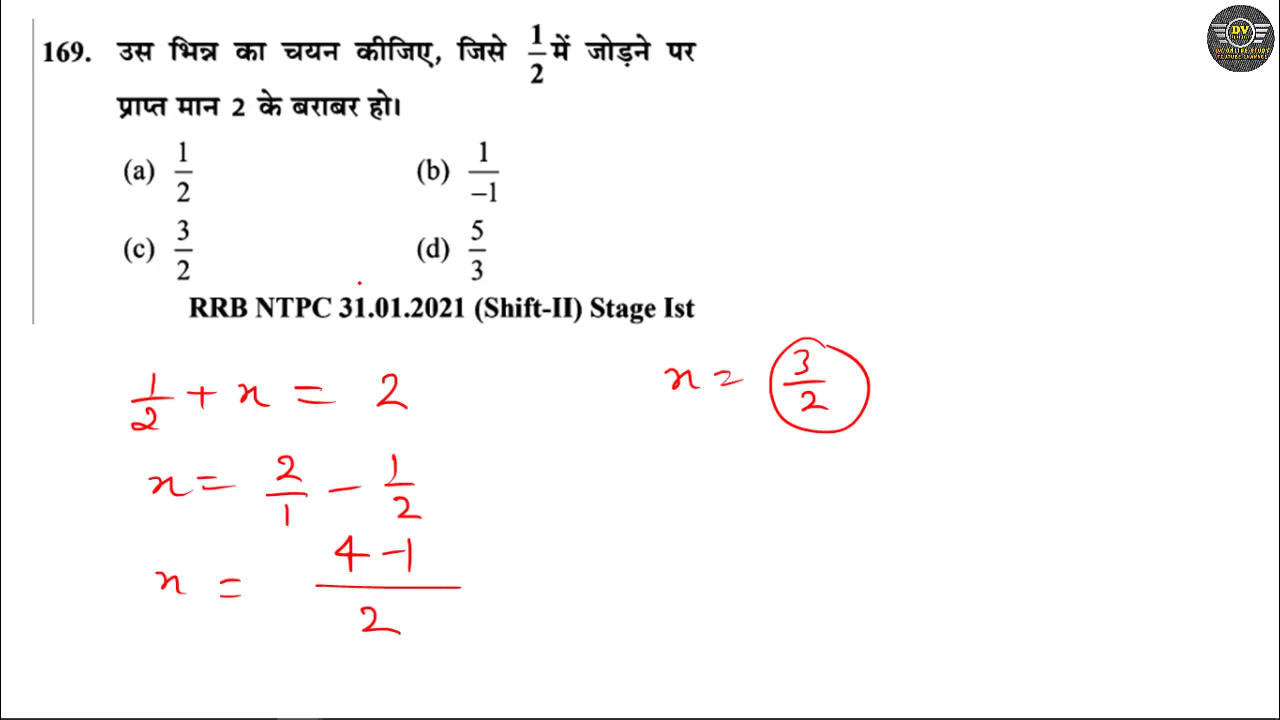 169. उस भिन्न का चयन कीजिए, जिसे 1/2 में जोड़ने पर
प्राप्त मान 2 के बराबर हो।
(a) 1/2 (b) 1/–1
(c) 3/2 (d) 5/3
RRB NTPC 31.01.2021 (Shift-II) Stage Ist
1/2 + x = 2
x = 2/1 – 1/2
x = 4 – 1/2
x = 3/2
DV